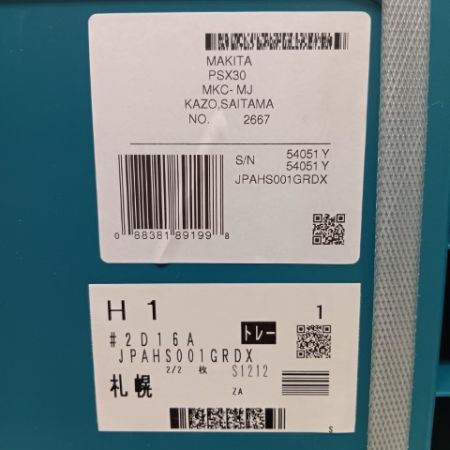 MAKITA
PSX30
MKC- MJ
KAZO,SAITAMA
NO. 2667
S/N 54051 Y
54051 Y
JPAHS001GRDX
0 88381 89199 8
H 1
1
#2D16A
トレー
JPAHS001GRDX
2/2 枚 S1212
札幌
ZA
S